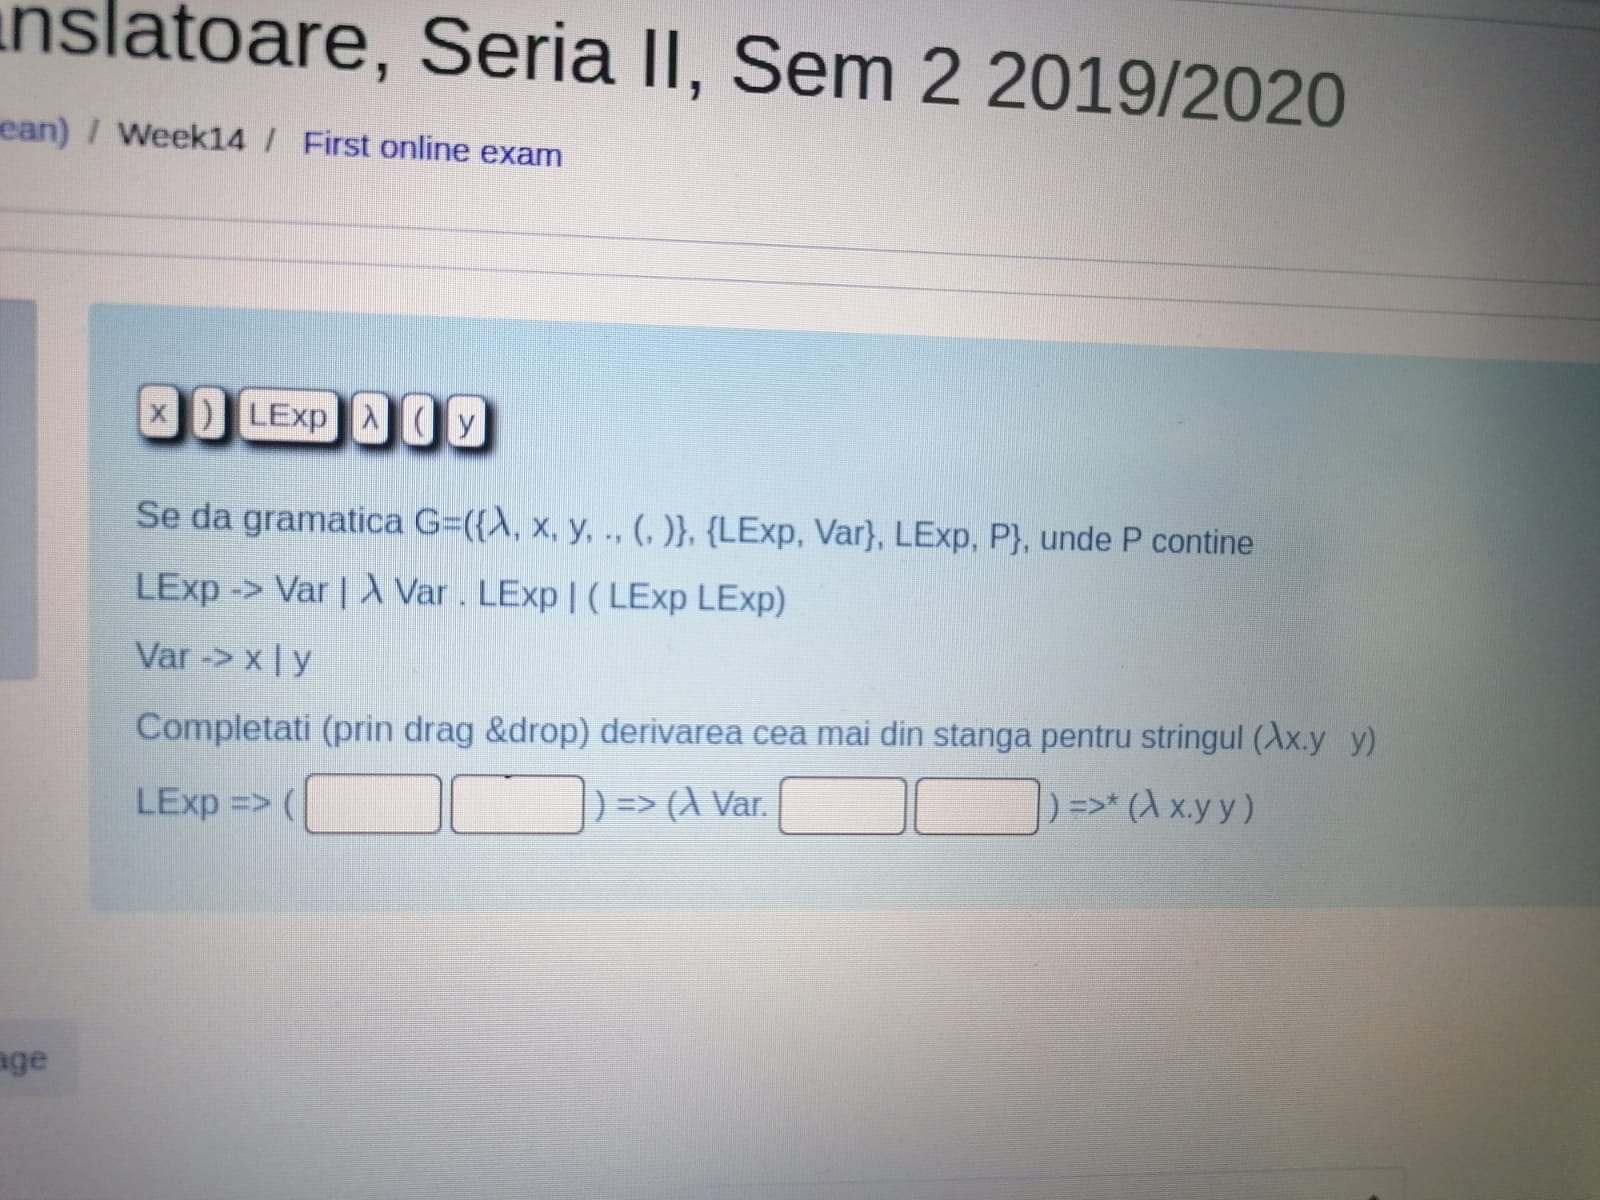 anslatoare, Seria II, Sem 2 2019/2020
ean) / Week14 / First online exam
x ) LExp λ ( y
Se da gramatica G=({λ, x, y, ., (, )}, {LExp, Var}, LExp, P}, unde P contine
LExp -> Var | λ Var . LExp | ( LExp LExp)
Var -> x | y
Completati (prin drag &drop) derivarea cea mai din stanga pentru stringul (λx.y y)
LExp => ( ) => (λ Var. ) =>* (λ x.y y )
age